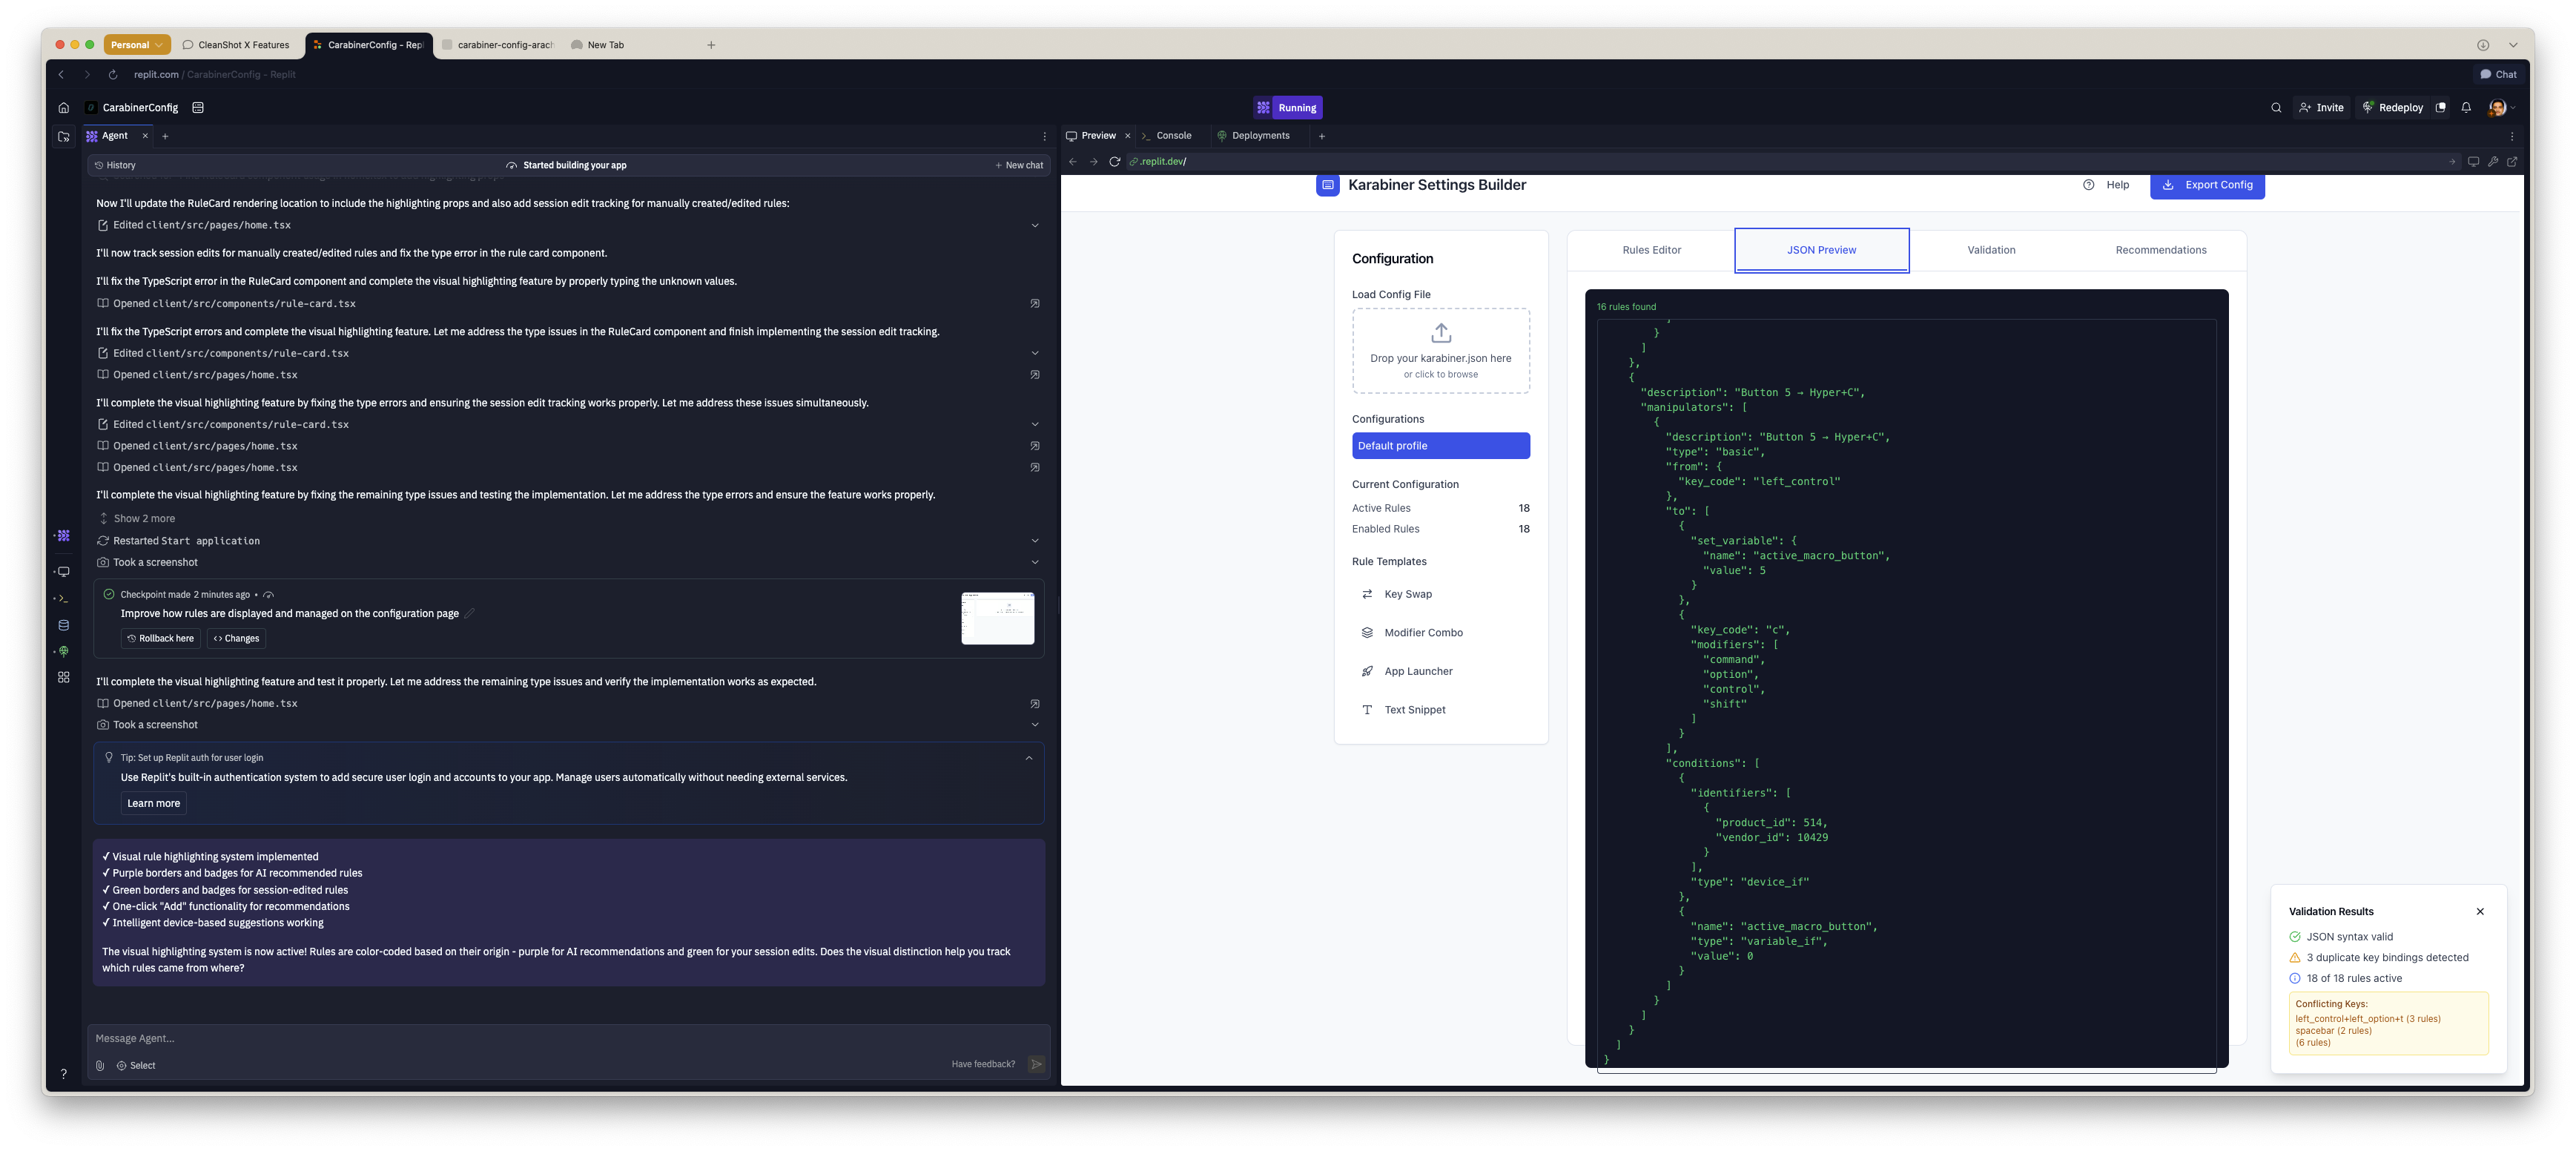 Personal
CleanShot X Features
CarabinerConfig - Repl
carabiner-config-arach
New Tab
replit.com / CarabinerConfig - Replit
Chat
CarabinerConfig
Running
Invite
Redeploy
Agent
History
Started building your app
New chat
Now I'll update the RuleCard rendering location to include the highlighting props and also add session edit tracking for manually created/edited rules:
Edited client/src/pages/home.tsx
I'll now track session edits for manually created/edited rules and fix the type error in the rule card component.
I'll fix the TypeScript error in the RuleCard component and complete the visual highlighting feature by properly typing the unknown values.
Opened client/src/components/rule-card.tsx
I'll fix the TypeScript errors and complete the visual highlighting feature. Let me address the type issues in the RuleCard component and finish implementing the session edit tracking.
Edited client/src/components/rule-card.tsx
Opened client/src/pages/home.tsx
I'll complete the visual highlighting feature by fixing the type errors and ensuring the session edit tracking works properly. Let me address these issues simultaneously.
Edited client/src/components/rule-card.tsx
Opened client/src/pages/home.tsx
Opened client/src/pages/home.tsx
I'll complete the visual highlighting feature by fixing the remaining type issues and testing the implementation. Let me address the type errors and ensure the feature works properly.
Show 2 more
Restarted Start application
Took a screenshot
Checkpoint made 2 minutes ago •
Improve how rules are displayed and managed on the configuration page
Rollback here
Changes
I'll complete the visual highlighting feature and test it properly. Let me address the remaining type issues and verify the implementation works as expected.
Opened client/src/pages/home.tsx
Took a screenshot
Tip: Set up Replit auth for user login
Use Replit's built-in authentication system to add secure user login and accounts to your app. Manage users automatically without needing external services.
Learn more
✓ Visual rule highlighting system implemented
✓ Purple borders and badges for AI recommended rules
✓ Green borders and badges for session-edited rules
✓ One-click "Add" functionality for recommendations
✓ Intelligent device-based suggestions working
The visual highlighting system is now active! Rules are color-coded based on their origin - purple for AI recommendations and green for your session edits. Does the visual distinction help you track
which rules came from where?
Message Agent...
Select
Have feedback?
Preview
Console
Deployments
.replit.dev/
Karabiner Settings Builder
Help
Export Config
Configuration
Load Config File
Drop your karabiner.json here
or click to browse
Configurations
Default profile
Current Configuration
Active Rules 18
Enabled Rules 18
Rule Templates
Key Swap
Modifier Combo
App Launcher
Text Snippet
Rules Editor
JSON Preview
Validation
Recommendations
16 rules found
]
}
]
},
{
"description": "Button 5 → Hyper+C",
"manipulators": [
{
"description": "Button 5 → Hyper+C",
"type": "basic",
"from": {
"key_code": "left_control"
},
"to": [
{
"set_variable": {
"name": "active_macro_button",
"value": 5
}
},
{
"key_code": "c",
"modifiers": [
"command",
"option",
"control",
"shift"
]
}
],
"conditions": [
{
"identifiers": [
{
"product_id": 514,
"vendor_id": 10429
}
],
"type": "device_if"
},
{
"name": "active_macro_button",
"type": "variable_if",
"value": 0
}
]
}
]
}
]
}
Validation Results
JSON syntax valid
3 duplicate key bindings detected
18 of 18 rules active
Conflicting Keys:
left_control+left_option+t (3 rules)
spacebar (2 rules)
(6 rules)